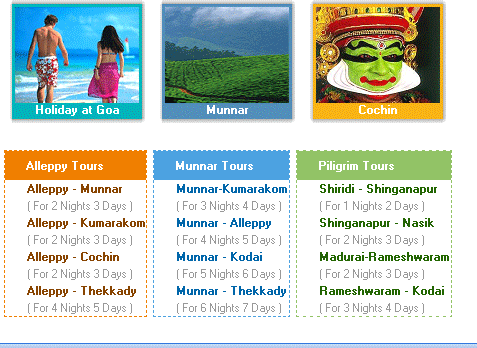 Holiday at Goa
Munnar
Cochin
Alleppy Tours
Alleppy - Munnar
( For 2 Nights 3 Days )
Alleppy - Kumarakom
( For 2 Nights 3 Days )
Alleppy - Cochin
( For 2 Nights 3 Days )
Alleppy - Thekkady
( For 4 Nights 5 Days )
Munnar Tours
Munnar-Kumarakom
( For 3 Nights 4 Days )
Munnar - Alleppy
( For 4 Nights 5 Days )
Munnar - Kodai
( For 5 Nights 6 Days )
Munnar - Thekkady
( For 6 Nights 7 Days )
Piligrim Tours
Shiridi - Shinganapur
( For 1 Nights 2 Days )
Shinganapur - Nasik
( For 2 Nights 3 Days )
Madurai-Rameshwaram
( For 2 Nights 3 Days )
Rameshwaram - Kodai
( For 3 Nights 4 Days )